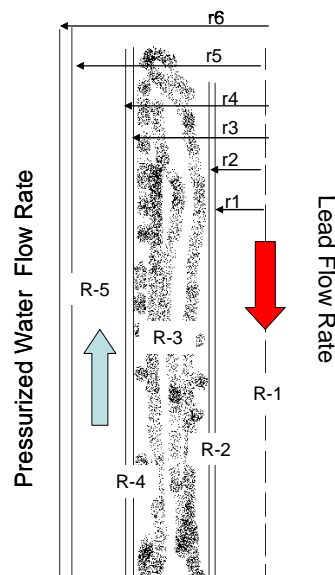 r6
r5
r4
r3
r2
r1
Pressurized Water Flow Rate
Lead Flow Rate
R-5
R-3
R-1
R-2
R-4